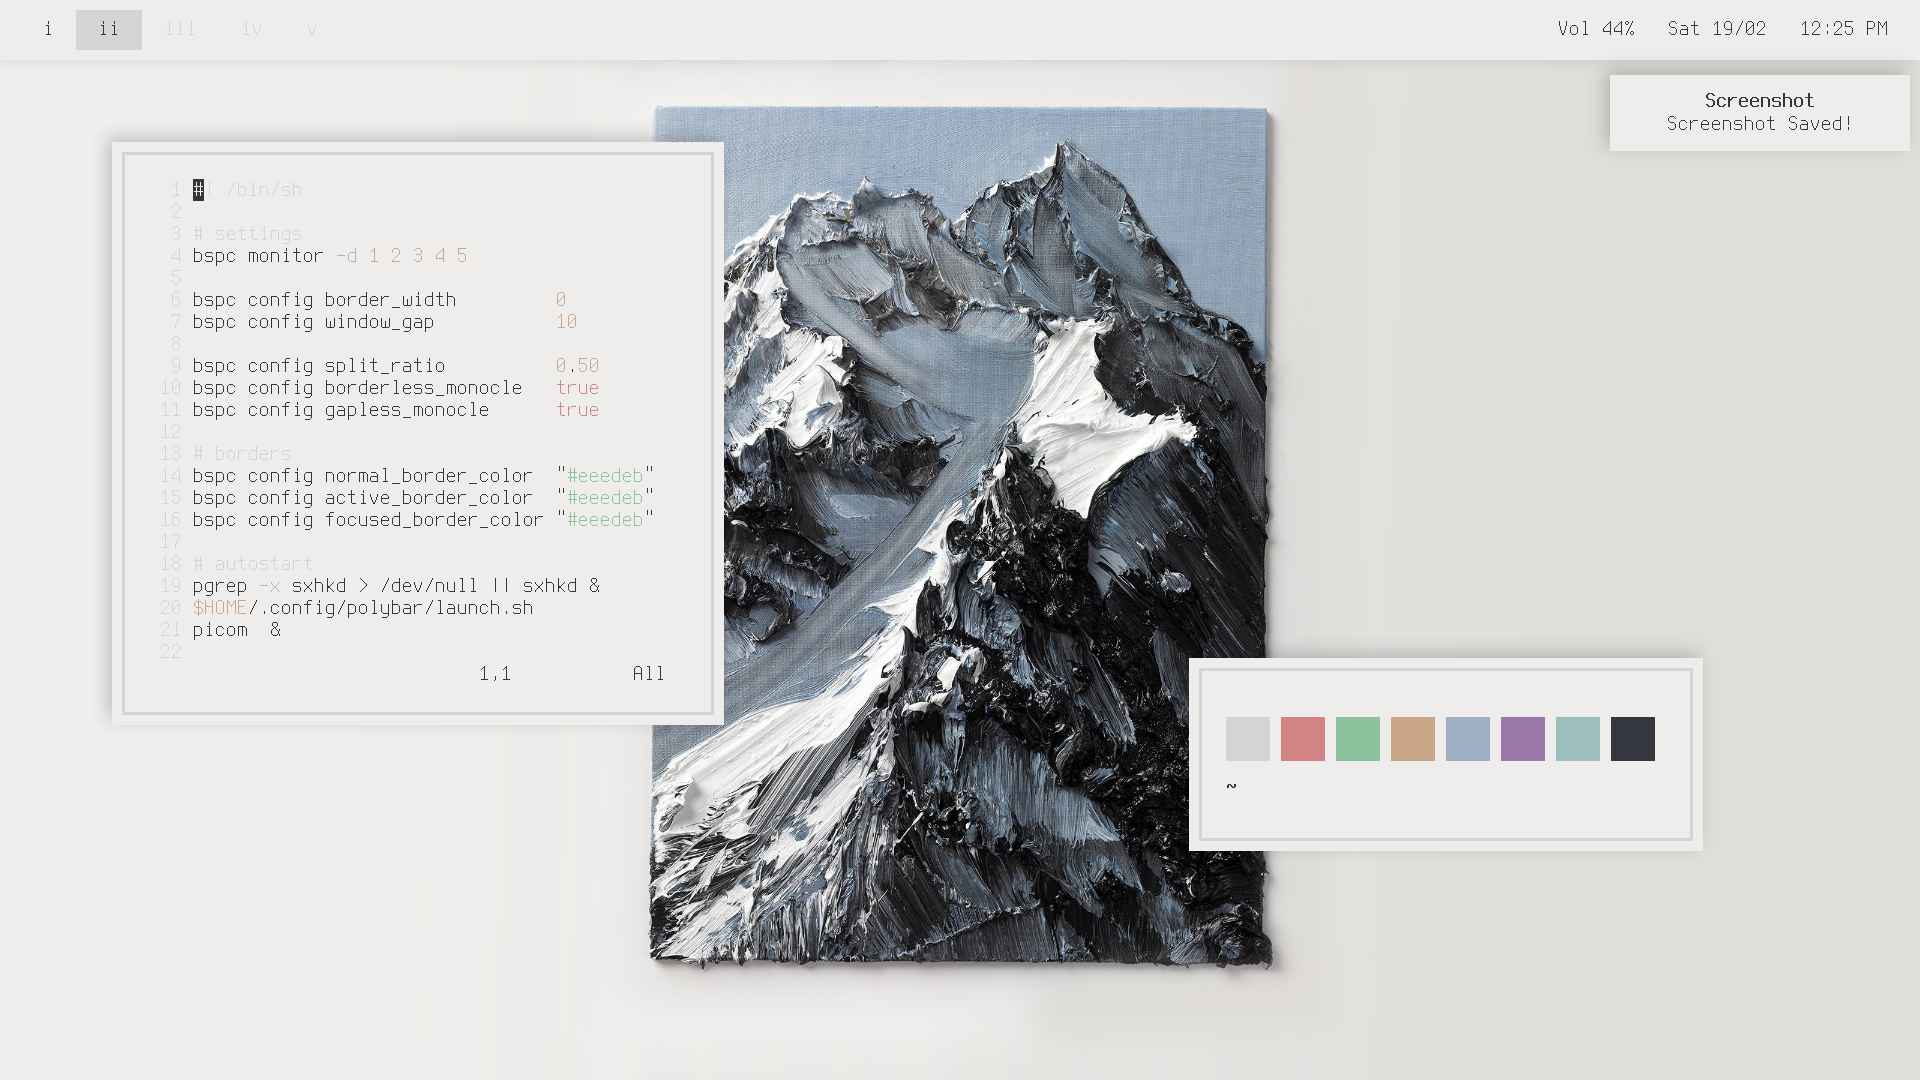 i ii iii iv v Vol 44% Sat 19/02 12:25 PM
Screenshot
Screenshot Saved!
1 #! /bin/sh
2
3 # settings
4 bspc monitor -d 1 2 3 4 5
5
6 bspc config border_width 0
7 bspc config window_gap 10
8
9 bspc config split_ratio 0.50
10 bspc config borderless_monocle true
11 bspc config gapless_monocle true
12
13 # borders
14 bspc config normal_border_color "#eeedeb"
15 bspc config active_border_color "#eeedeb"
16 bspc config focused_border_color "#eeedeb"
17
18 # autostart
19 pgrep -x sxhkd > /dev/null || sxhkd &
20 $HOME/.config/polybar/launch.sh
21 picom  &
22
1,1 All
~